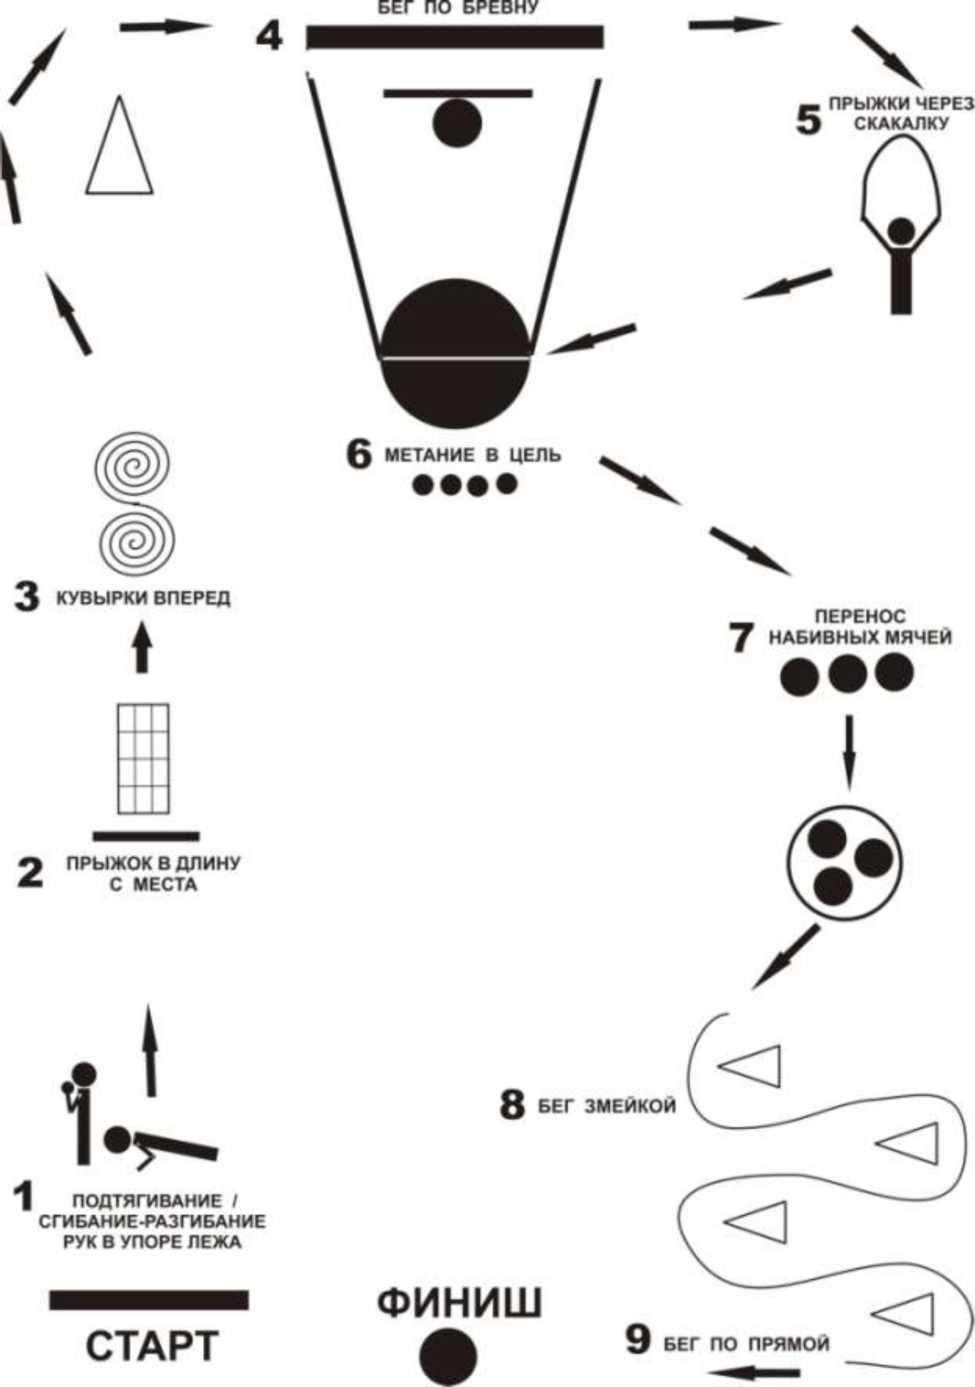 БЕГ ПО БРЕВНУ
4
5 ПРЫЖКИ ЧЕРЕЗ
СКАКАЛКУ
6 МЕТАНИЕ В ЦЕЛЬ
3 КУВЫРКИ ВПЕРЕД
7 ПЕРЕНОС
НАБИВНЫХ МЯЧЕЙ
2 ПРЫЖОК В ДЛИНУ
С МЕСТА
8 БЕГ ЗМЕЙКОЙ
1 ПОДТЯГИВАНИЕ /
СГИБАНИЕ-РАЗГИБАНИЕ
РУК В УПОРЕ ЛЕЖА
СТАРТ
ФИНИШ
9 БЕГ ПО ПРЯМОЙ